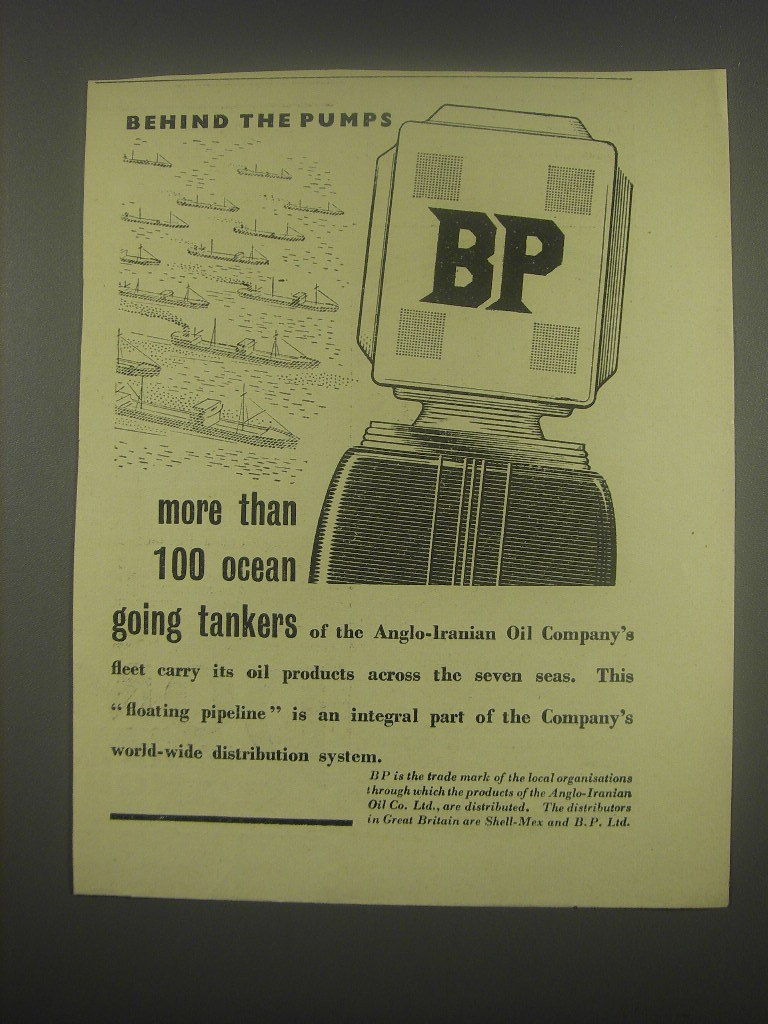 BEHIND THE PUMPS
BP
more than
100 ocean
going tankers of the Anglo-Iranian Oil Company's
fleet carry its oil products across the seven seas. This
“floating pipeline” is an integral part of the Company's
world-wide distribution system.
BP is the trade mark of the local organisations
through which the products of the Anglo-Iranian
Oil Co. Ltd., are distributed. The distributors
in Great Britain are Shell-Mex and B.P. Ltd.